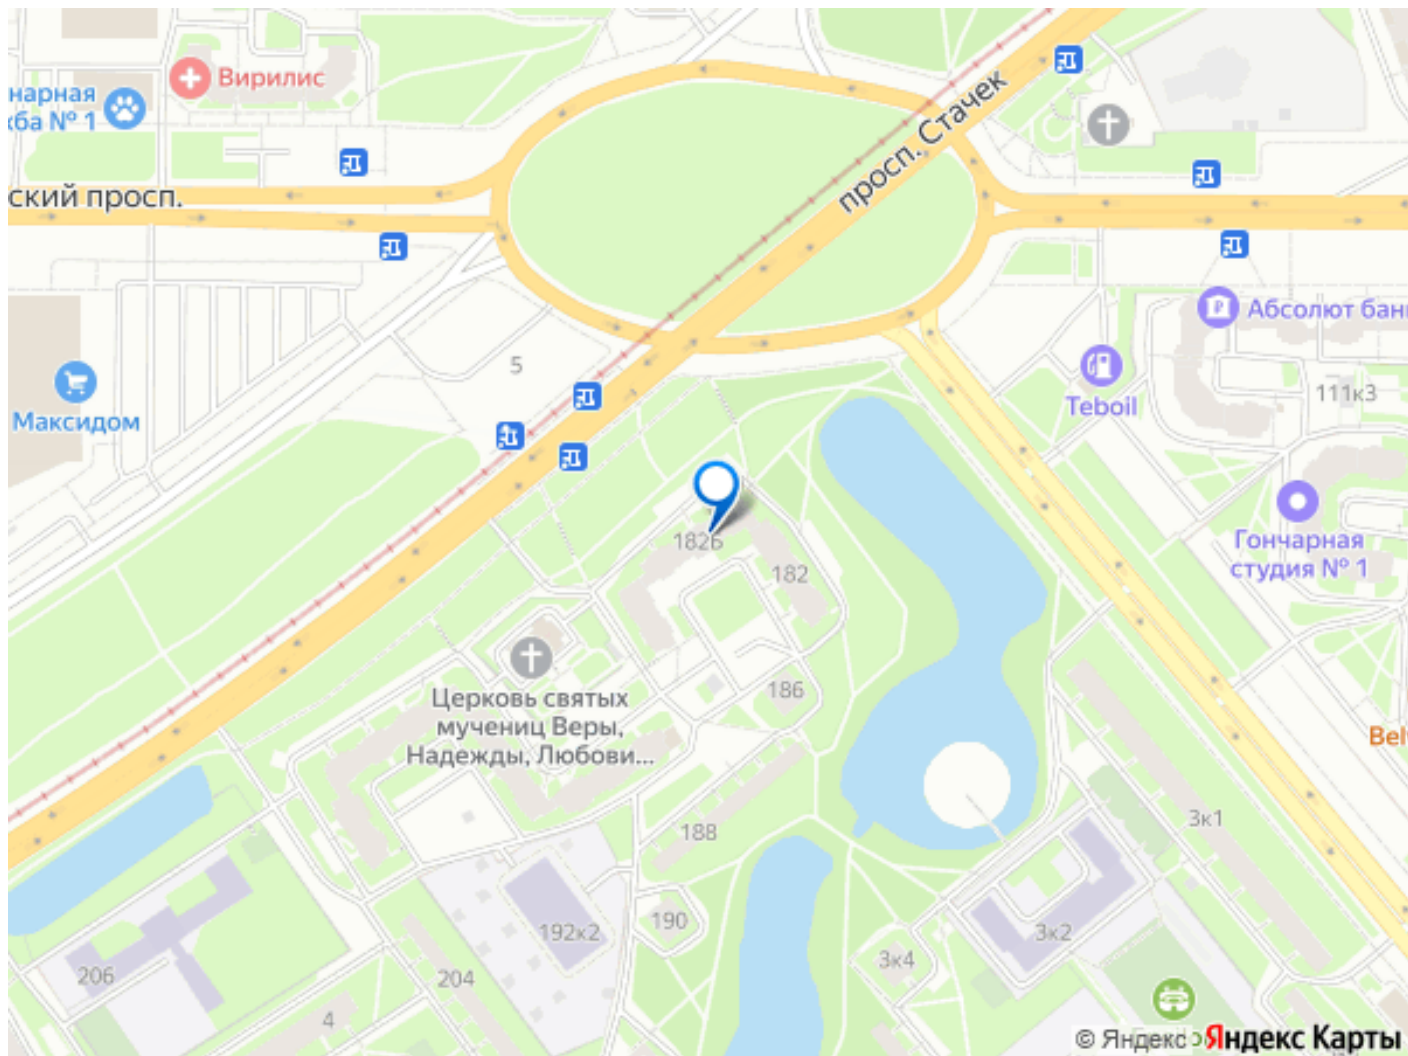 Вирилис
нарная
ба № 1
ский просп.
просп. Стачек
Абсолют бан
5
Teboil
111к3
Максидом
Гончарная
студия № 1
182Б
182
186
Церковь святых
мучениц Веры,
Надежды, Любови...
Bel
188
3к1
190
192к2
3к2
206
204
3к4
4
© Яндекс
Яндекс Карты